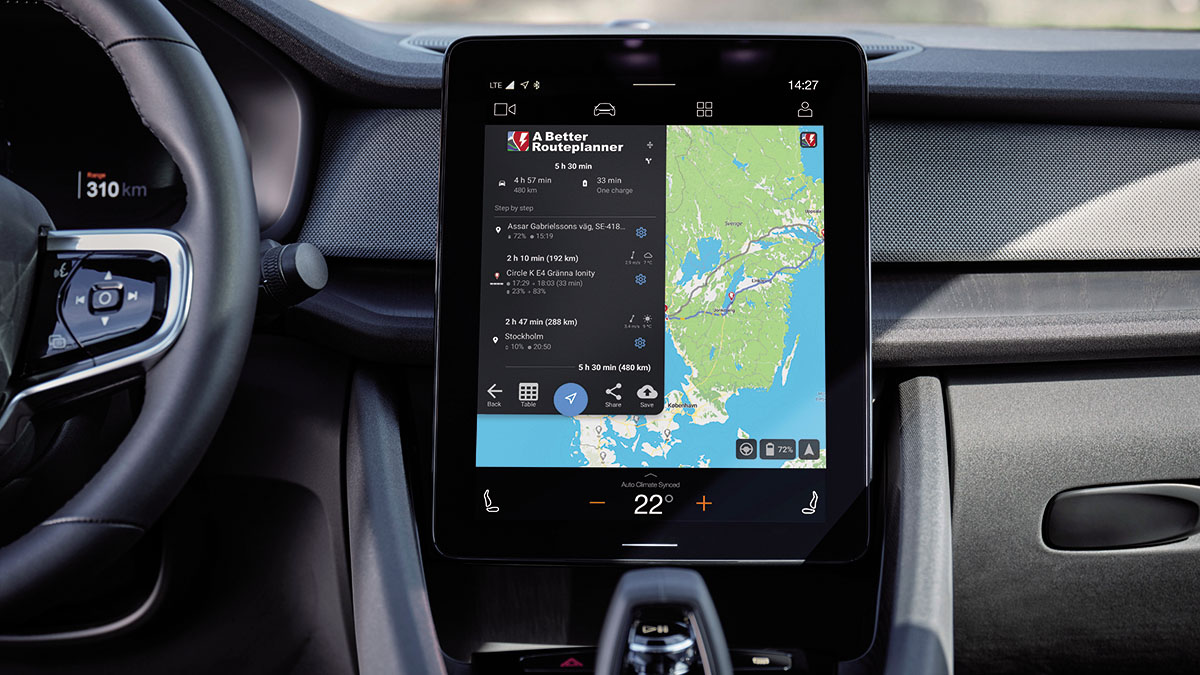 LTE
14:27
Range
310 km
A Better
Routeplanner
5 h 30 min
4 h 57 min
480 km
33 min
One charge
Step by step
Assar Gabrielssons väg, SE-418...
72% 15:19
2 h 10 min (192 km)
Circle K E4 Gränna Ionity
17:29 - 18:03 (33 min)
23% - 83%
2 h 47 min (288 km)
Stockholm
10% 20:50
5 h 30 min (480 km)
Back
Table
Share
Save
Sverige
København
72%
Auto Climate Synced
22°